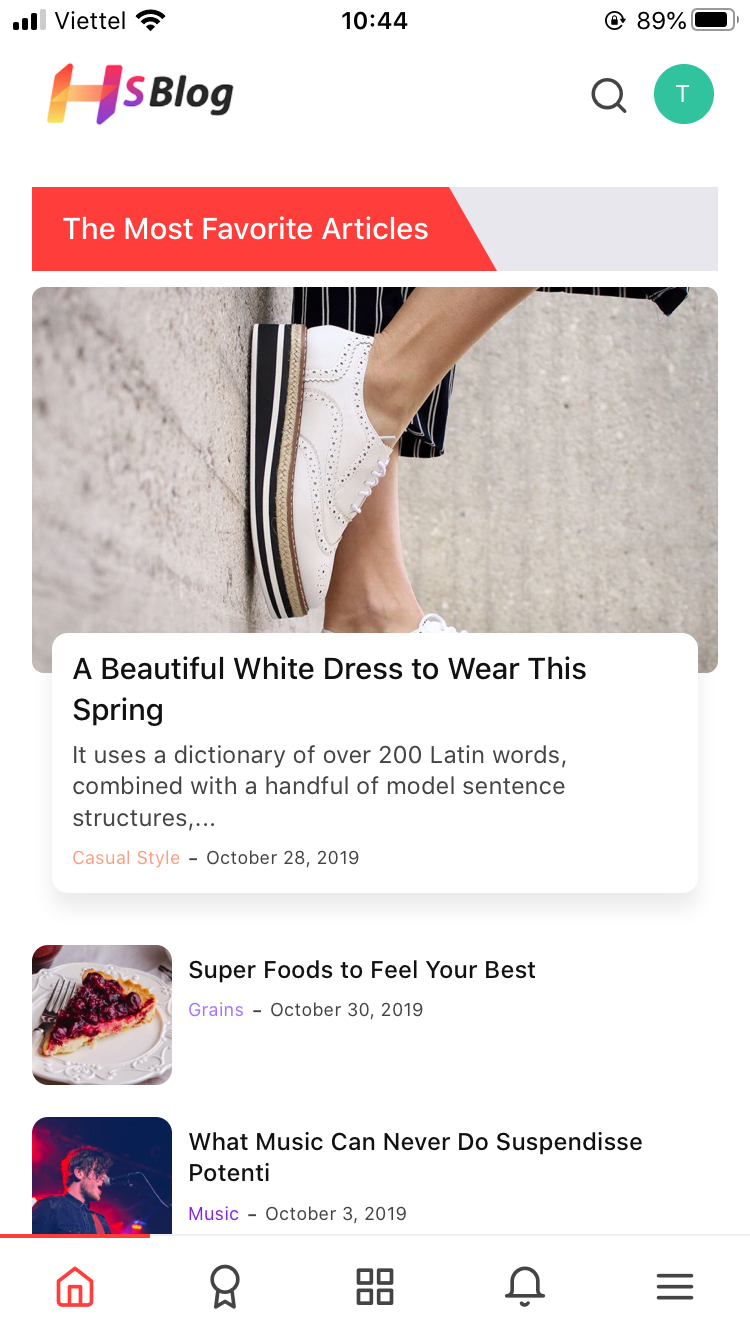 Viettel
10:44
89%
HSBlog
T
The Most Favorite Articles
A Beautiful White Dress to Wear This
Spring
It uses a dictionary of over 200 Latin words,
combined with a handful of model sentence
structures,...
Casual Style – October 28, 2019
Super Foods to Feel Your Best
Grains – October 30, 2019
What Music Can Never Do Suspendisse
Potenti
Music – October 3, 2019